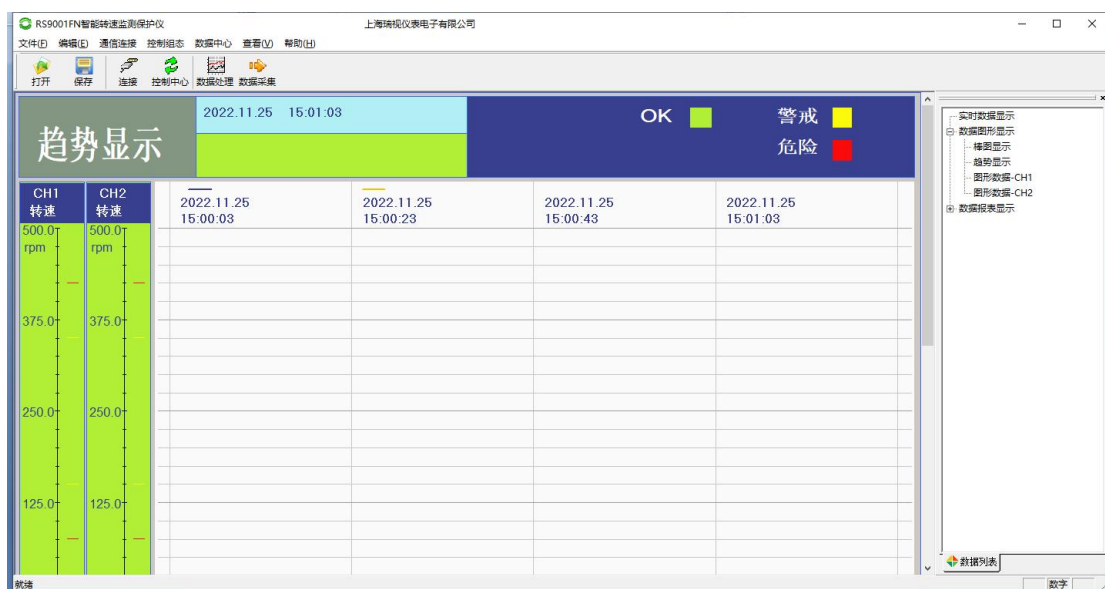 RS9001FN智能转速监测保护仪 上海瑞视仪表电子有限公司
文件(F) 编辑(E) 通信连接 控制组态 数据中心 查看(V) 帮助(H)
打开 保存 连接 控制中心 数据处理 数据采集
趋势显示
2022.11.25 15:01:03
OK 警戒
危险
CH1 CH2
转速 转速
2022.11.25 2022.11.25 2022.11.25 2022.11.25
15:00:03 15:00:23 15:00:43 15:01:03
500.0 500.0
rpm rpm
375.0 375.0
250.0 250.0
125.0 125.0
实时数据显示
数据图形显示
棒图显示
趋势显示
图形数据-CH1
图形数据-CH2
数据报表显示
数据列表
就绪 数字